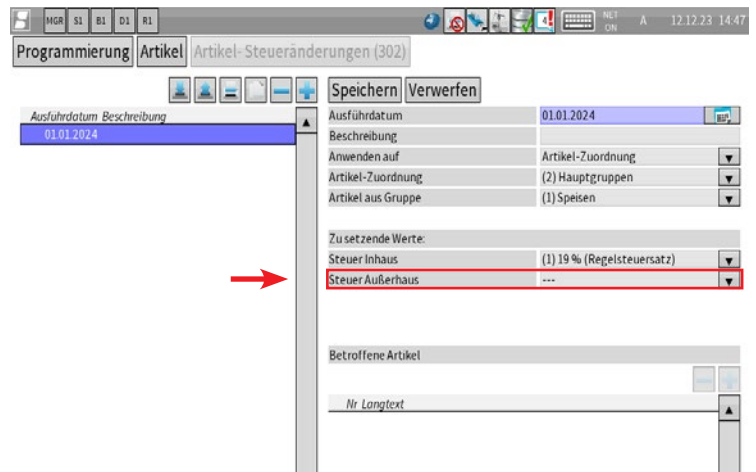 MGR S1 B1 D1 R1 4 NET ON A 12.12.23 14:47
Programmierung Artikel Artikel-Steueränderungen (302)
Speichern Verwerfen
Ausführdatum Beschreibung
01.01.2024
Ausführdatum 01.01.2024
Beschreibung
Anwenden auf Artikel-Zuordnung
Artikel-Zuordnung (2) Hauptgruppen
Artikel aus Gruppe (1) Speisen
Zu setzende Werte:
Steuer Inhaus (1) 19 % (Regelsteuersatz)
Steuer Außerhaus ---
Betroffene Artikel
Nr Langtext